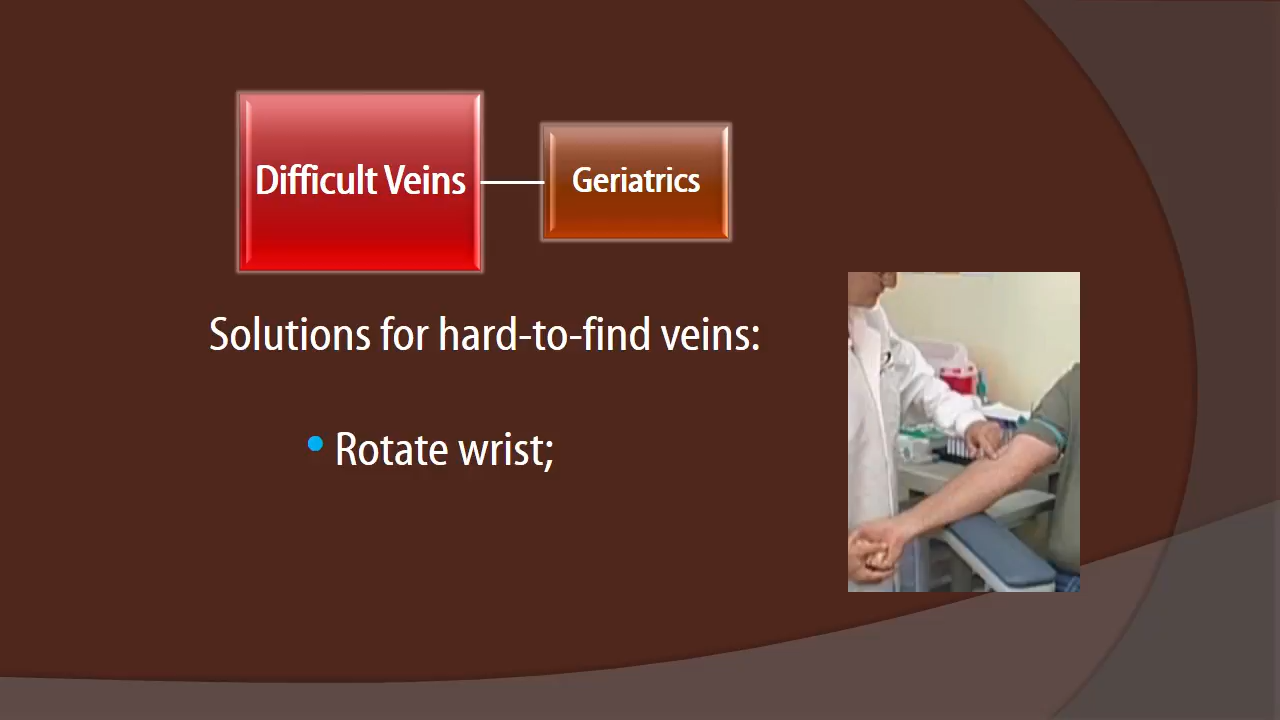 Difficult Veins
Geriatrics
Solutions for hard-to-find veins:
• Rotate wrist;